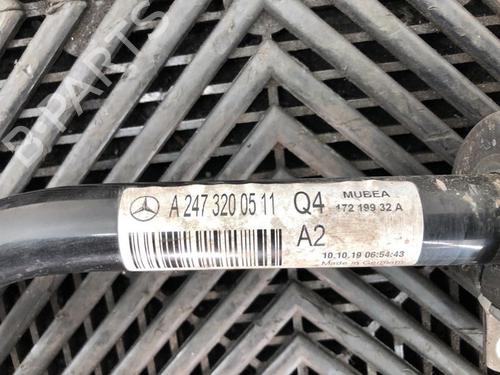 A 247 320 05 11 Q4 MUBEA
172 199 32 A
A2
10.10.19 06:54:43
Made in Germany
B-PARTS